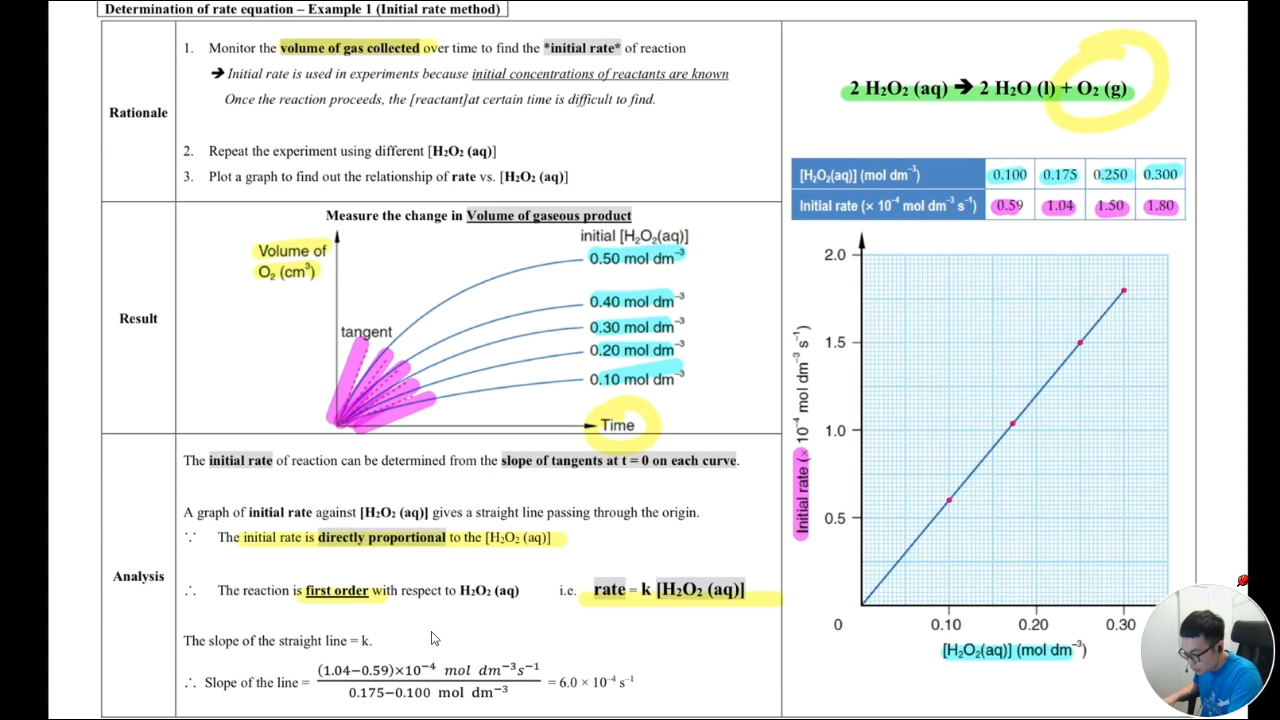 Determination of rate equation – Example 1 (Initial rate method)
Rationale
1. Monitor the volume of gas collected over time to find the *initial rate* of reaction
➔ Initial rate is used in experiments because initial concentrations of reactants are known
Once the reaction proceeds, the [reactant]at certain time is difficult to find.
2. Repeat the experiment using different [H₂O₂ (aq)]
3. Plot a graph to find out the relationship of rate vs. [H₂O₂ (aq)]
Result
Measure the change in Volume of gaseous product
Volume of
O₂ (cm³)
tangent
initial [H₂O₂(aq)]
0.50 mol dm⁻³
0.40 mol dm⁻³
0.30 mol dm⁻³
0.20 mol dm⁻³
0.10 mol dm⁻³
Time
Analysis
The initial rate of reaction can be determined from the slope of tangents at t = 0 on each curve.
A graph of initial rate against [H₂O₂ (aq)] gives a straight line passing through the origin.
∵ The initial rate is directly proportional to the [H₂O₂ (aq)]
∴ The reaction is first order with respect to H₂O₂ (aq) i.e. rate = k [H₂O₂ (aq)]
The slope of the straight line = k.
∴ Slope of the line = (1.04−0.59)×10⁻⁴ mol dm⁻³s⁻¹ / 0.175−0.100 mol dm⁻³ = 6.0 × 10⁻⁴ s⁻¹
2 H₂O₂ (aq) ➔ 2 H₂O (l) + O₂ (g)
[H₂O₂(aq)] (mol dm⁻³) 0.100 0.175 0.250 0.300
Initial rate (× 10⁻⁴ mol dm⁻³ s⁻¹) 0.59 1.04 1.50 1.80
2.0
1.5
1.0
0.5
Initial rate (× 10⁻⁴ mol dm⁻³ s⁻¹)
0 0.10 0.20 0.30
[H₂O₂(aq)] (mol dm⁻³)